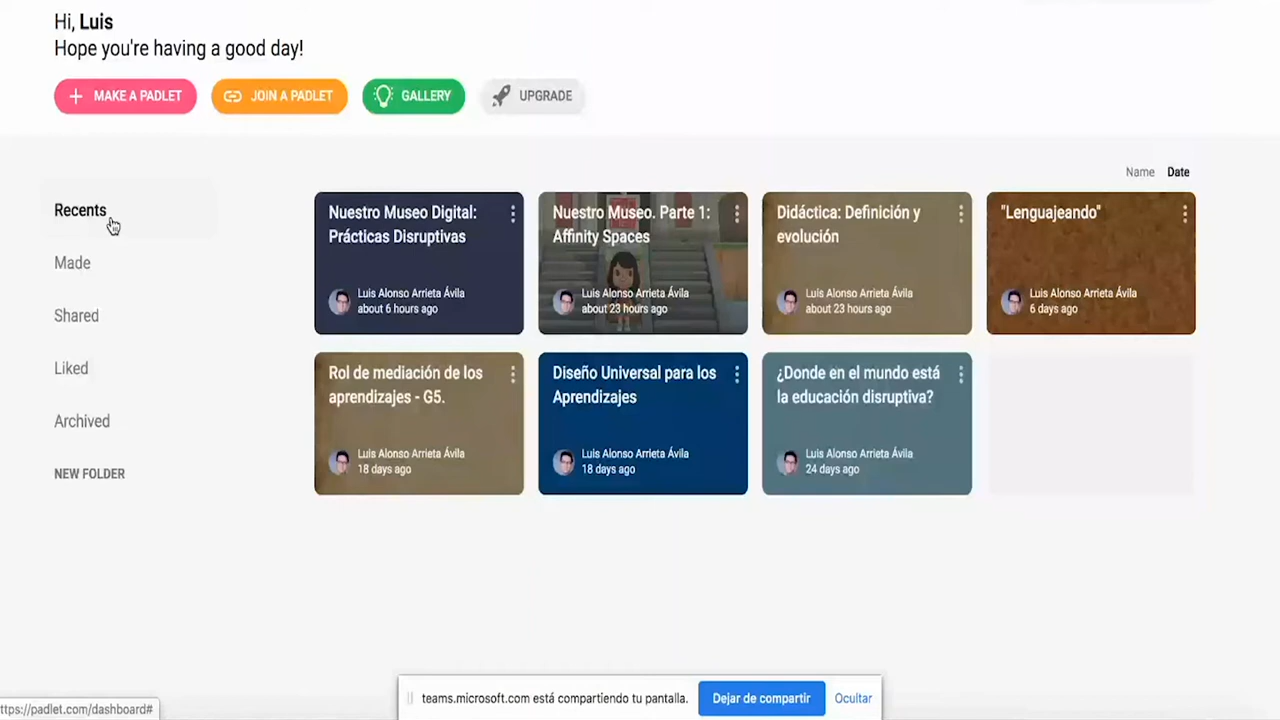 Hi, Luis
Hope you're having a good day!
MAKE A PADLET
JOIN A PADLET
GALLERY
UPGRADE
Name
Date
Recents
Made
Shared
Liked
Archived
NEW FOLDER
Nuestro Museo Digital:
Prácticas Disruptivas
Luis Alonso Arrieta Ávila
about 6 hours ago
Nuestro Museo. Parte 1:
Affinity Spaces
Luis Alonso Arrieta Ávila
about 23 hours ago
Didáctica: Definición y
evolución
Luis Alonso Arrieta Ávila
about 23 hours ago
"Lenguajeando"
Luis Alonso Arrieta Ávila
6 days ago
Rol de mediación de los
aprendizajes - G5.
Luis Alonso Arrieta Ávila
18 days ago
Diseño Universal para los
Aprendizajes
Luis Alonso Arrieta Ávila
18 days ago
¿Donde en el mundo está
la educación disruptiva?
Luis Alonso Arrieta Ávila
24 days ago
teams.microsoft.com está compartiendo tu pantalla.
Dejar de compartir
Ocultar
ttps://padlet.com/dashboard#